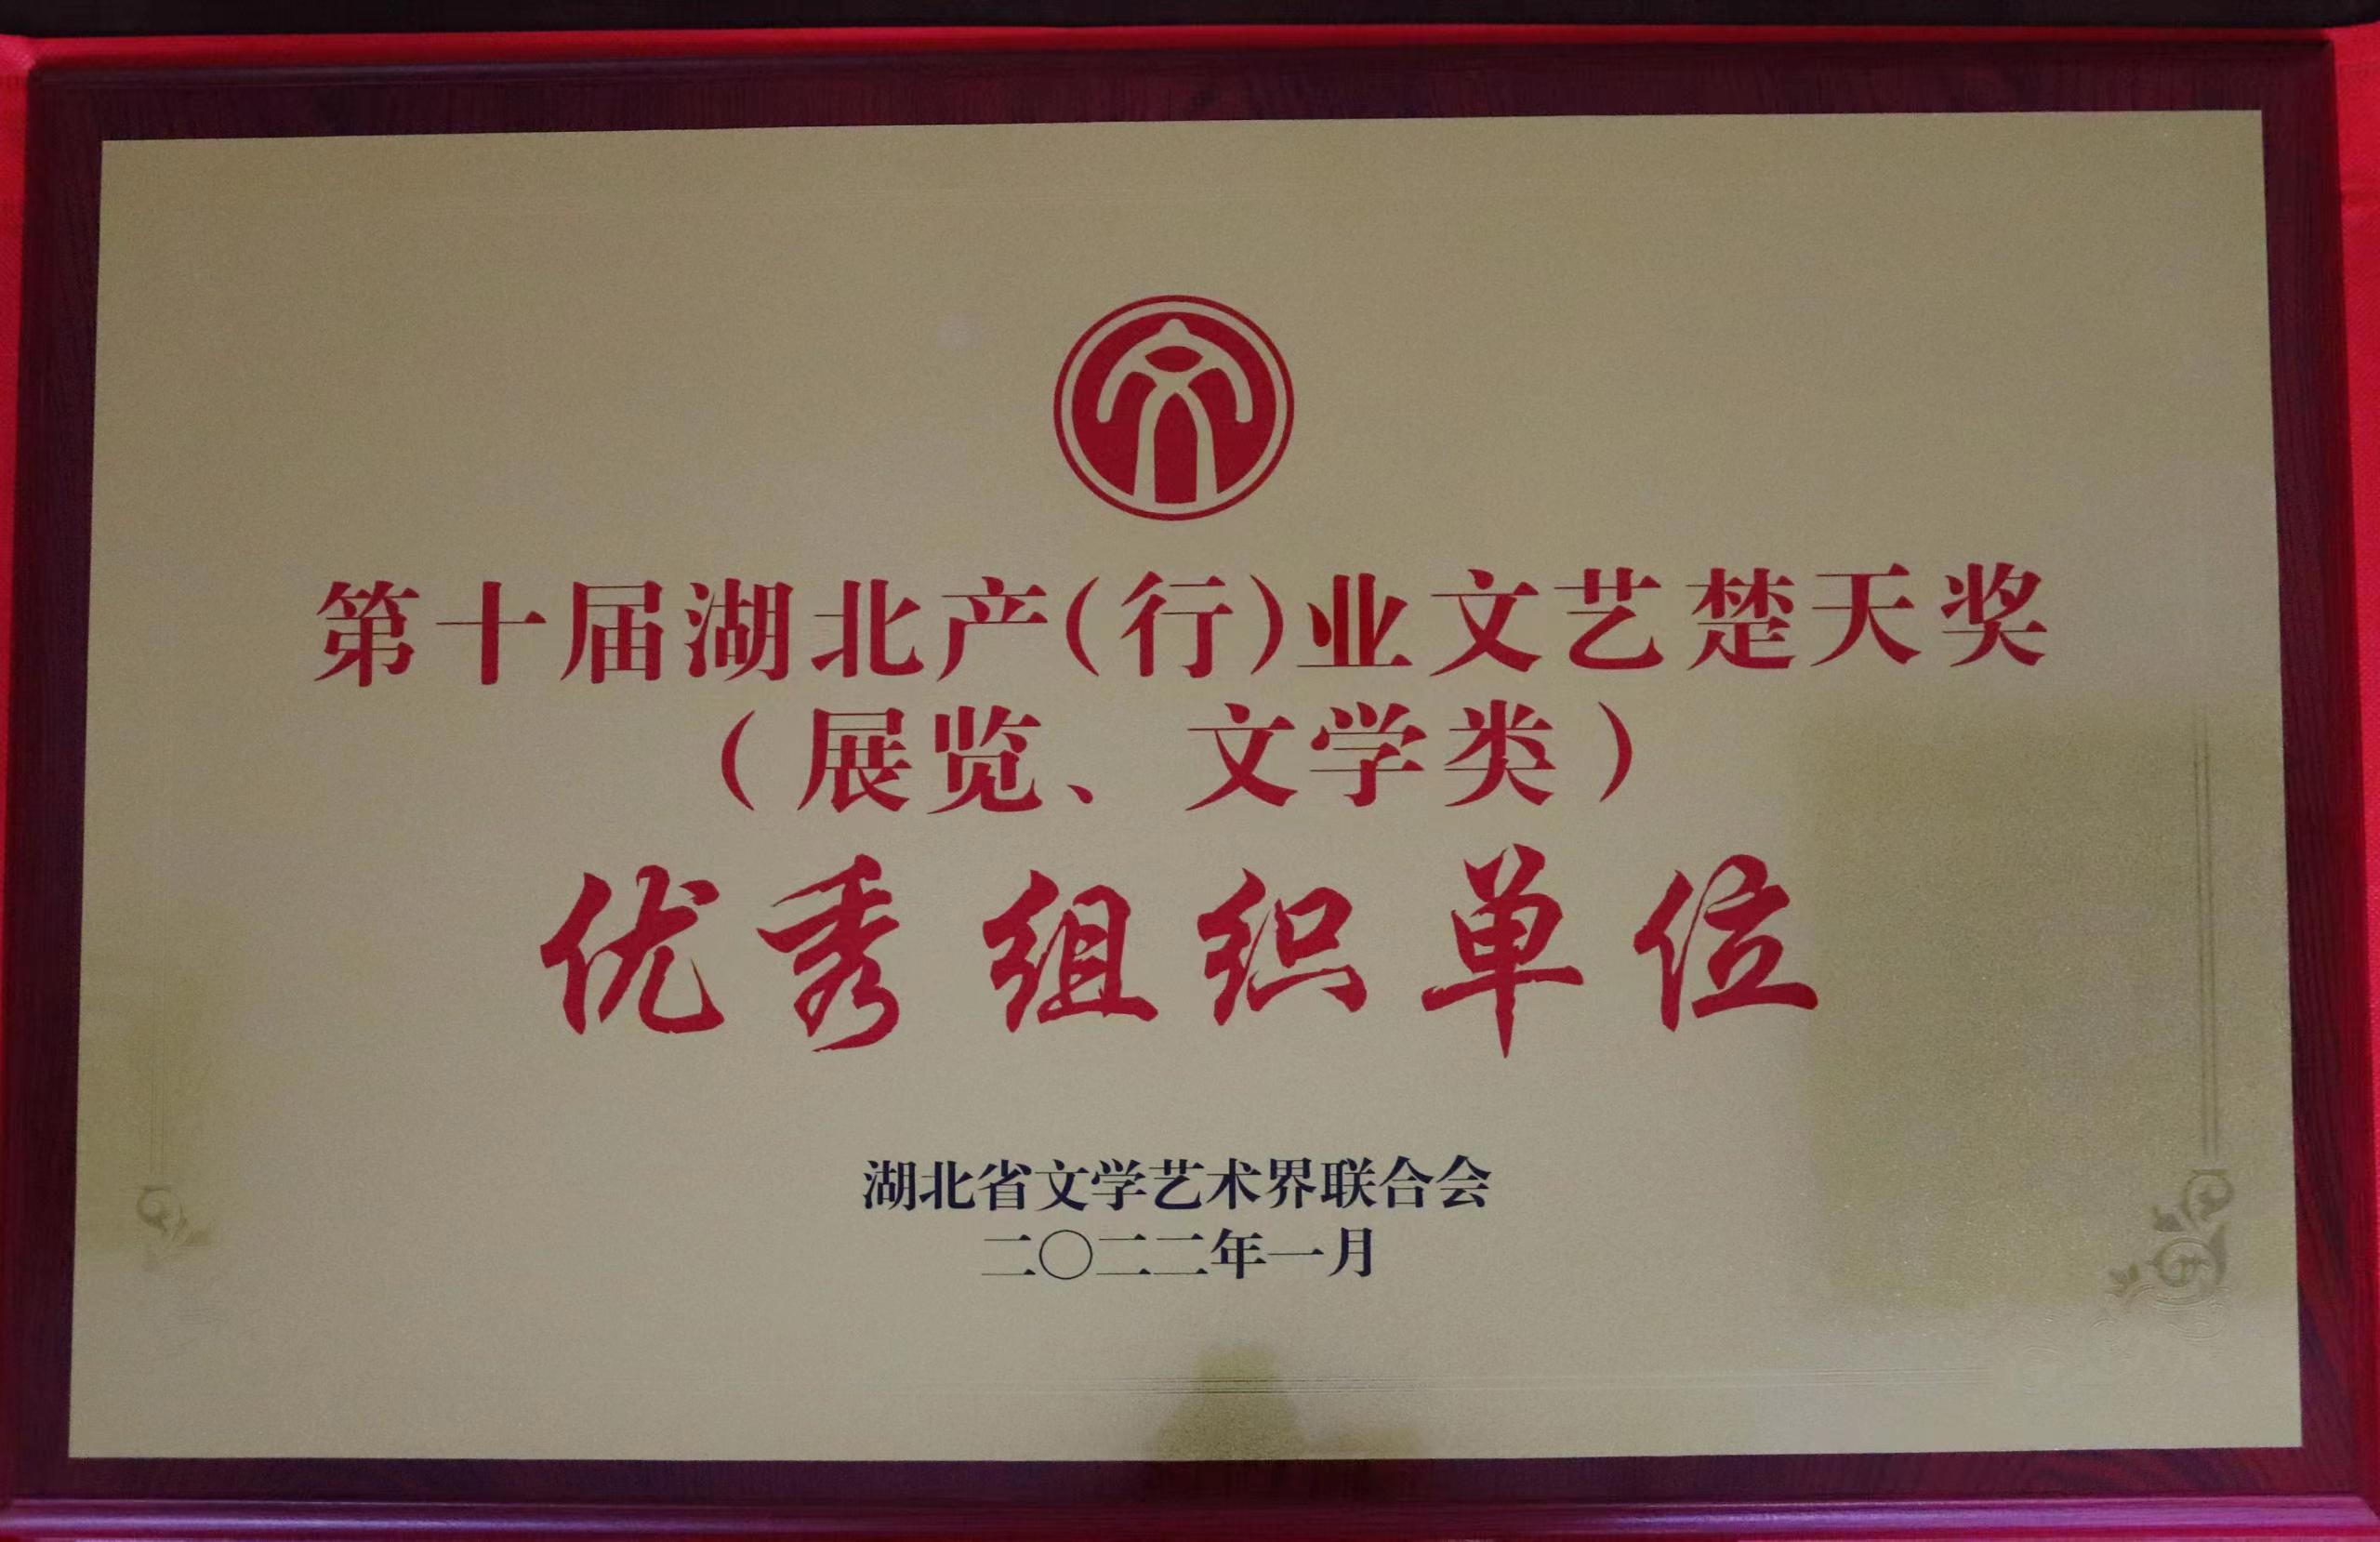 第十届湖北产(行)业文艺楚天奖
（展览、文学类）
优秀组织单位
湖北省文学艺术界联合会
二〇二二年一月